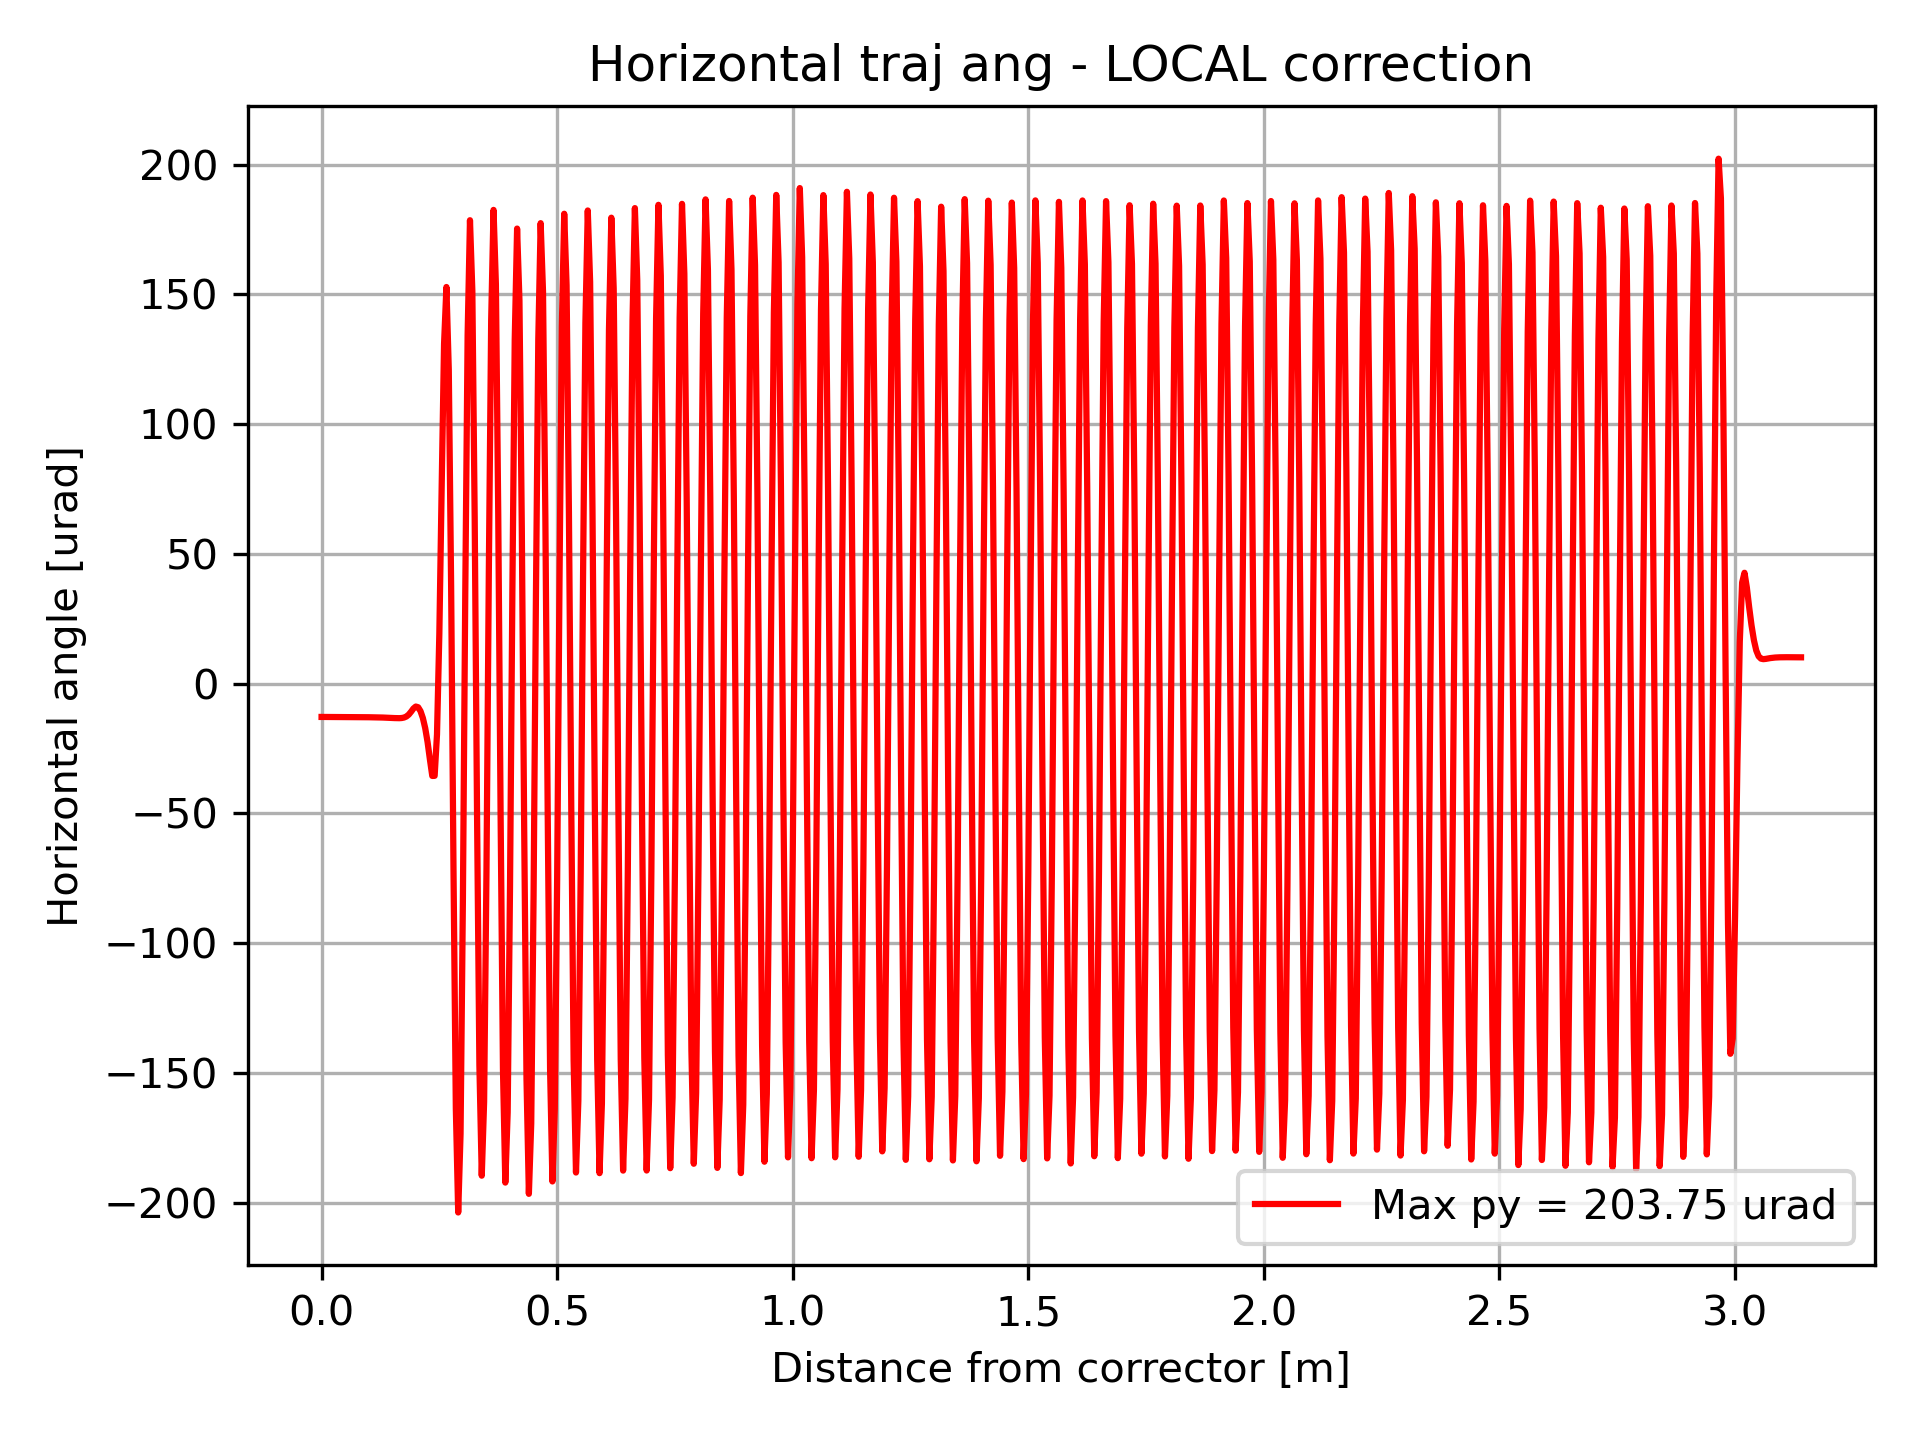 Horizontal traj ang - LOCAL correction
Horizontal angle [urad]
200
150
100
50
0
−50
−100
−150
−200
Max py = 203.75 urad
0.0 0.5 1.0 1.5 2.0 2.5 3.0
Distance from corrector [m]